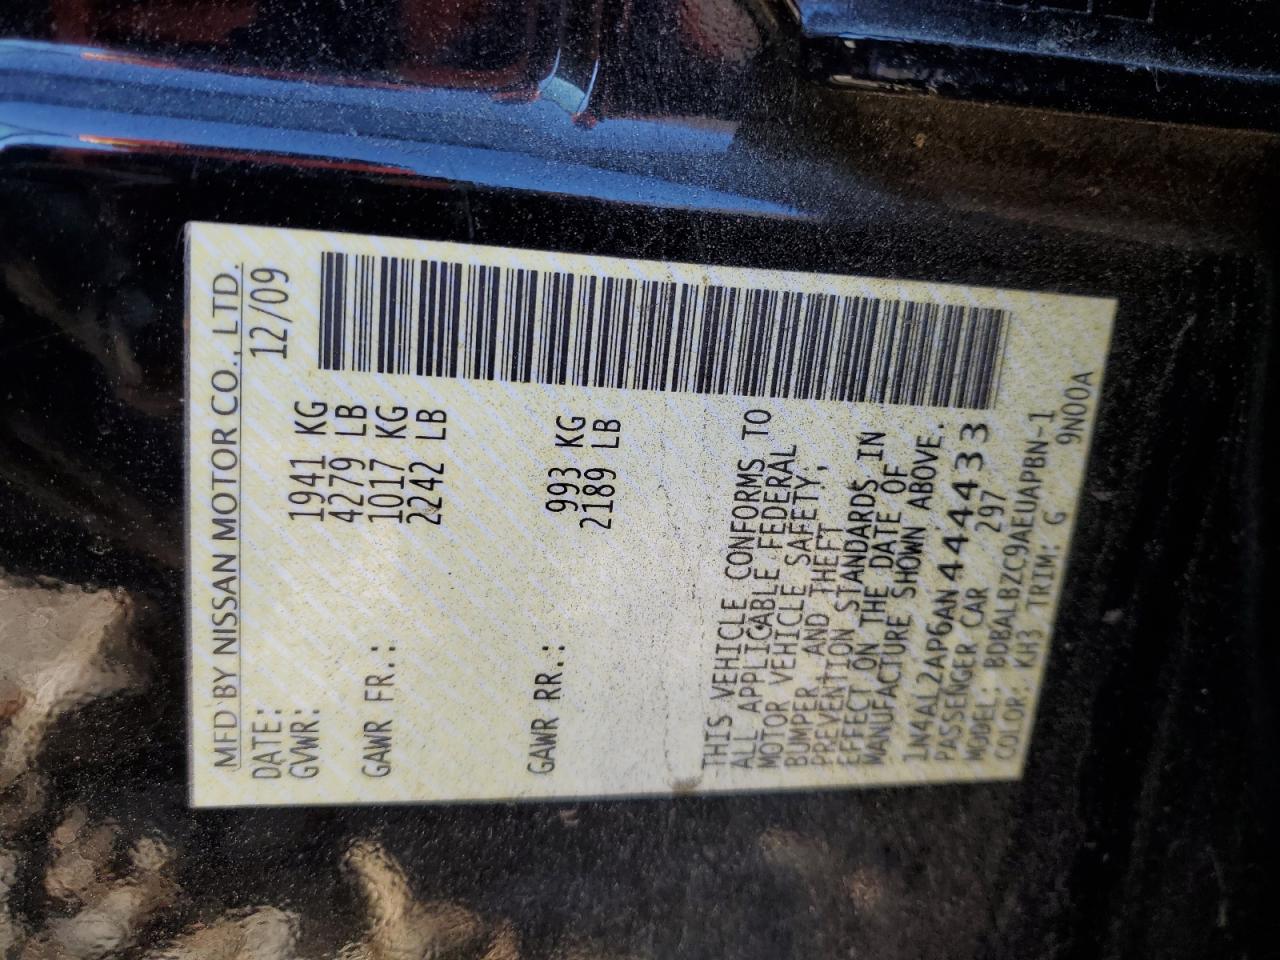 MFD BY NISSAN MOTOR CO., LTD.
DATE: 12/09
GVWR: 1941 KG
4279 LB
GAWR FR.: 1017 KG
2242 LB
GAWR RR.: 993 KG
2189 LB
THIS VEHICLE CONFORMS TO
ALL APPLICABLE FEDERAL
MOTOR VEHICLE SAFETY,
BUMPER, AND THEFT
PREVENTION STANDARDS IN
EFFECT ON THE DATE OF
MANUFACTURE SHOWN ABOVE.
1N4AL2AP6AN444433
PASSENGER CAR 297
MODEL: BDBALBZC9AEUAPBN-1
COLOR: KH3 TRIM: G 9N00A